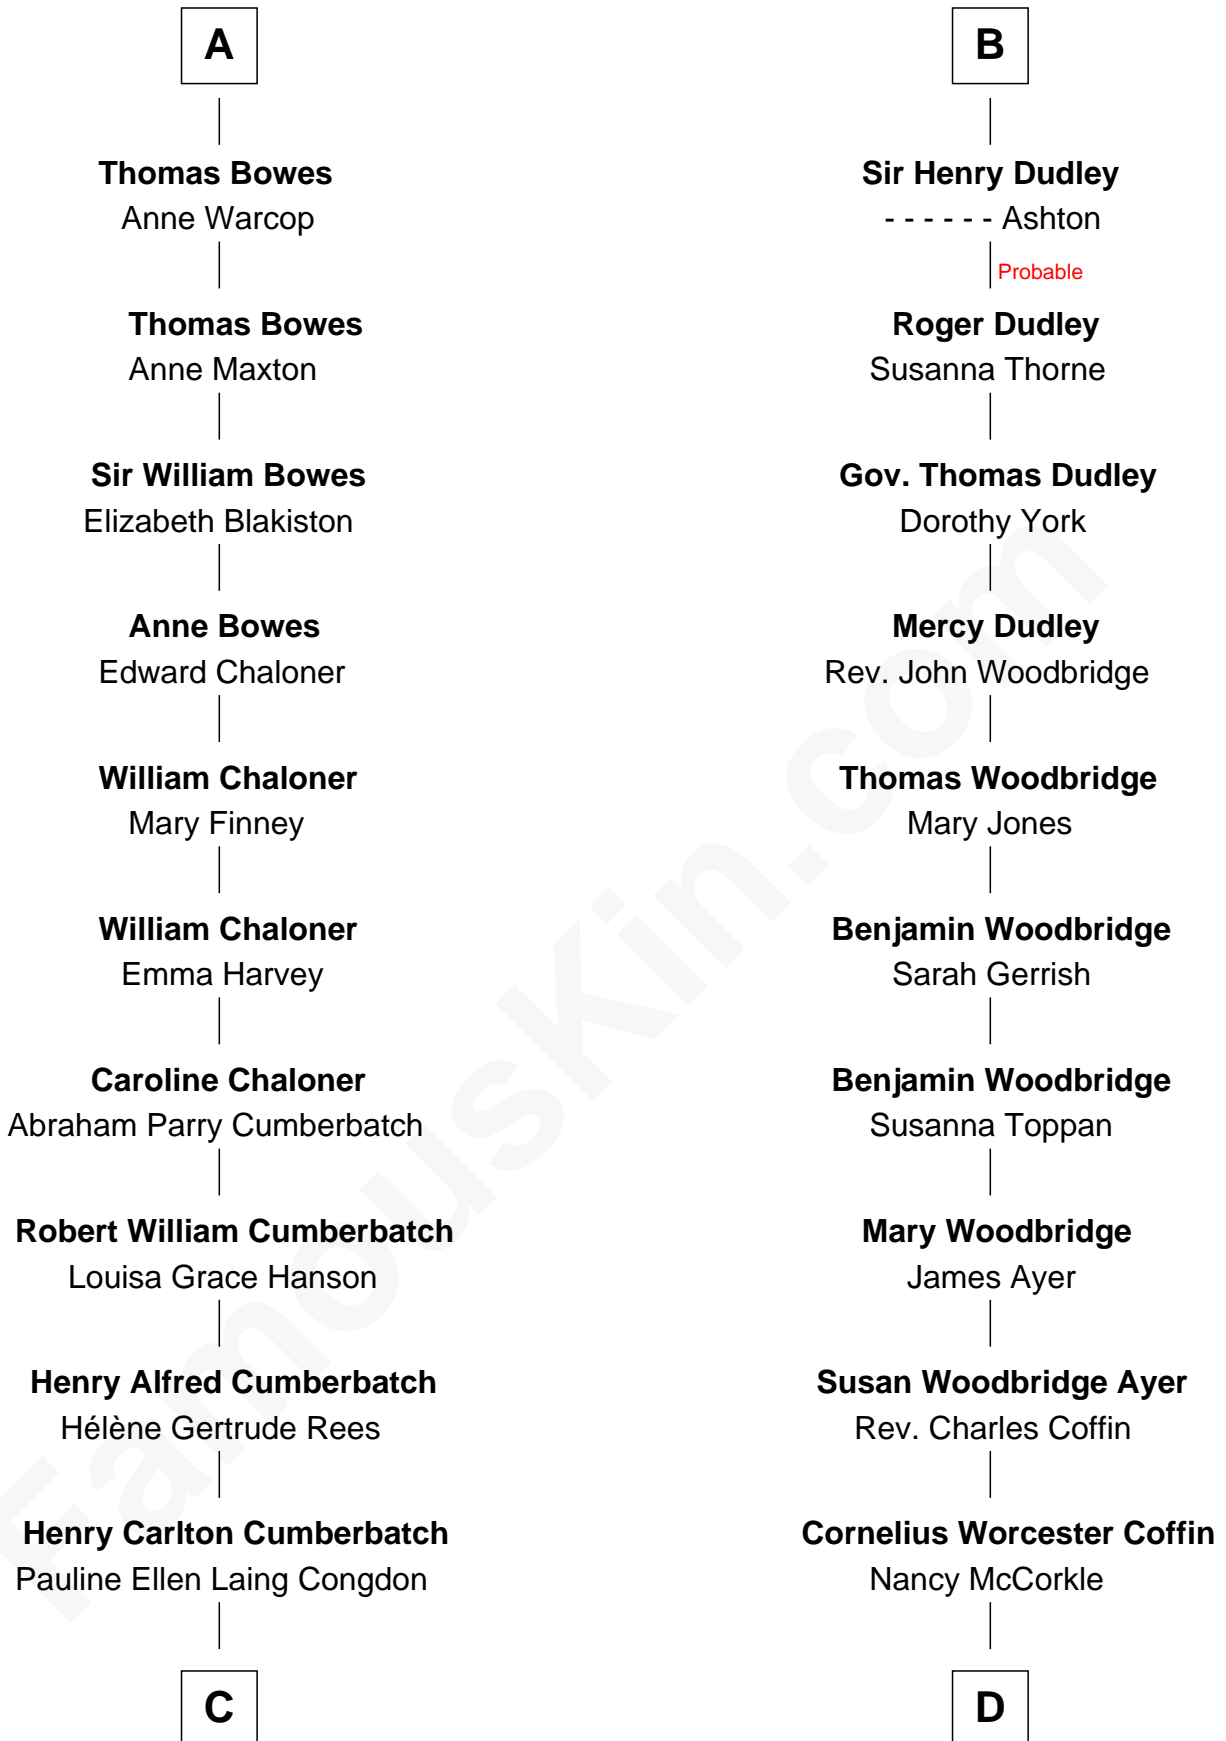 A
Thomas Bowes
Anne Warcop
Thomas Bowes
Anne Maxton
Sir William Bowes
Elizabeth Blakiston
Anne Bowes
Edward Chaloner
William Chaloner
Mary Finney
William Chaloner
Emma Harvey
Caroline Chaloner
Abraham Parry Cumberbatch
Robert William Cumberbatch
Louisa Grace Hanson
Henry Alfred Cumberbatch
Hélène Gertrude Rees
Henry Carlton Cumberbatch
Pauline Ellen Laing Congdon
C
B
Sir Henry Dudley
- - - - - - Ashton
Probable
Roger Dudley
Susanna Thorne
Gov. Thomas Dudley
Dorothy York
Mercy Dudley
Rev. John Woodbridge
Thomas Woodbridge
Mary Jones
Benjamin Woodbridge
Sarah Gerrish
Benjamin Woodbridge
Susanna Toppan
Mary Woodbridge
James Ayer
Susan Woodbridge Ayer
Rev. Charles Coffin
Cornelius Worcester Coffin
Nancy McCorkle
D
FamousKin.com